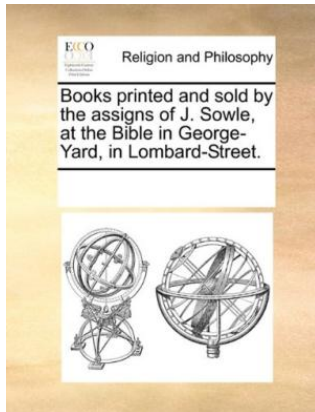 ECCO
Religion and Philosophy
Books printed and sold by
the assigns of J. Sowle,
at the Bible in George-
Yard, in Lombard-Street.